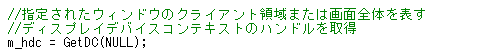 //指定されたウィンドウのクライアント領域または画面全体を表す
//ディスプレイデバイスコンテキストのハンドルを取得
m_hdc = GetDC(NULL);